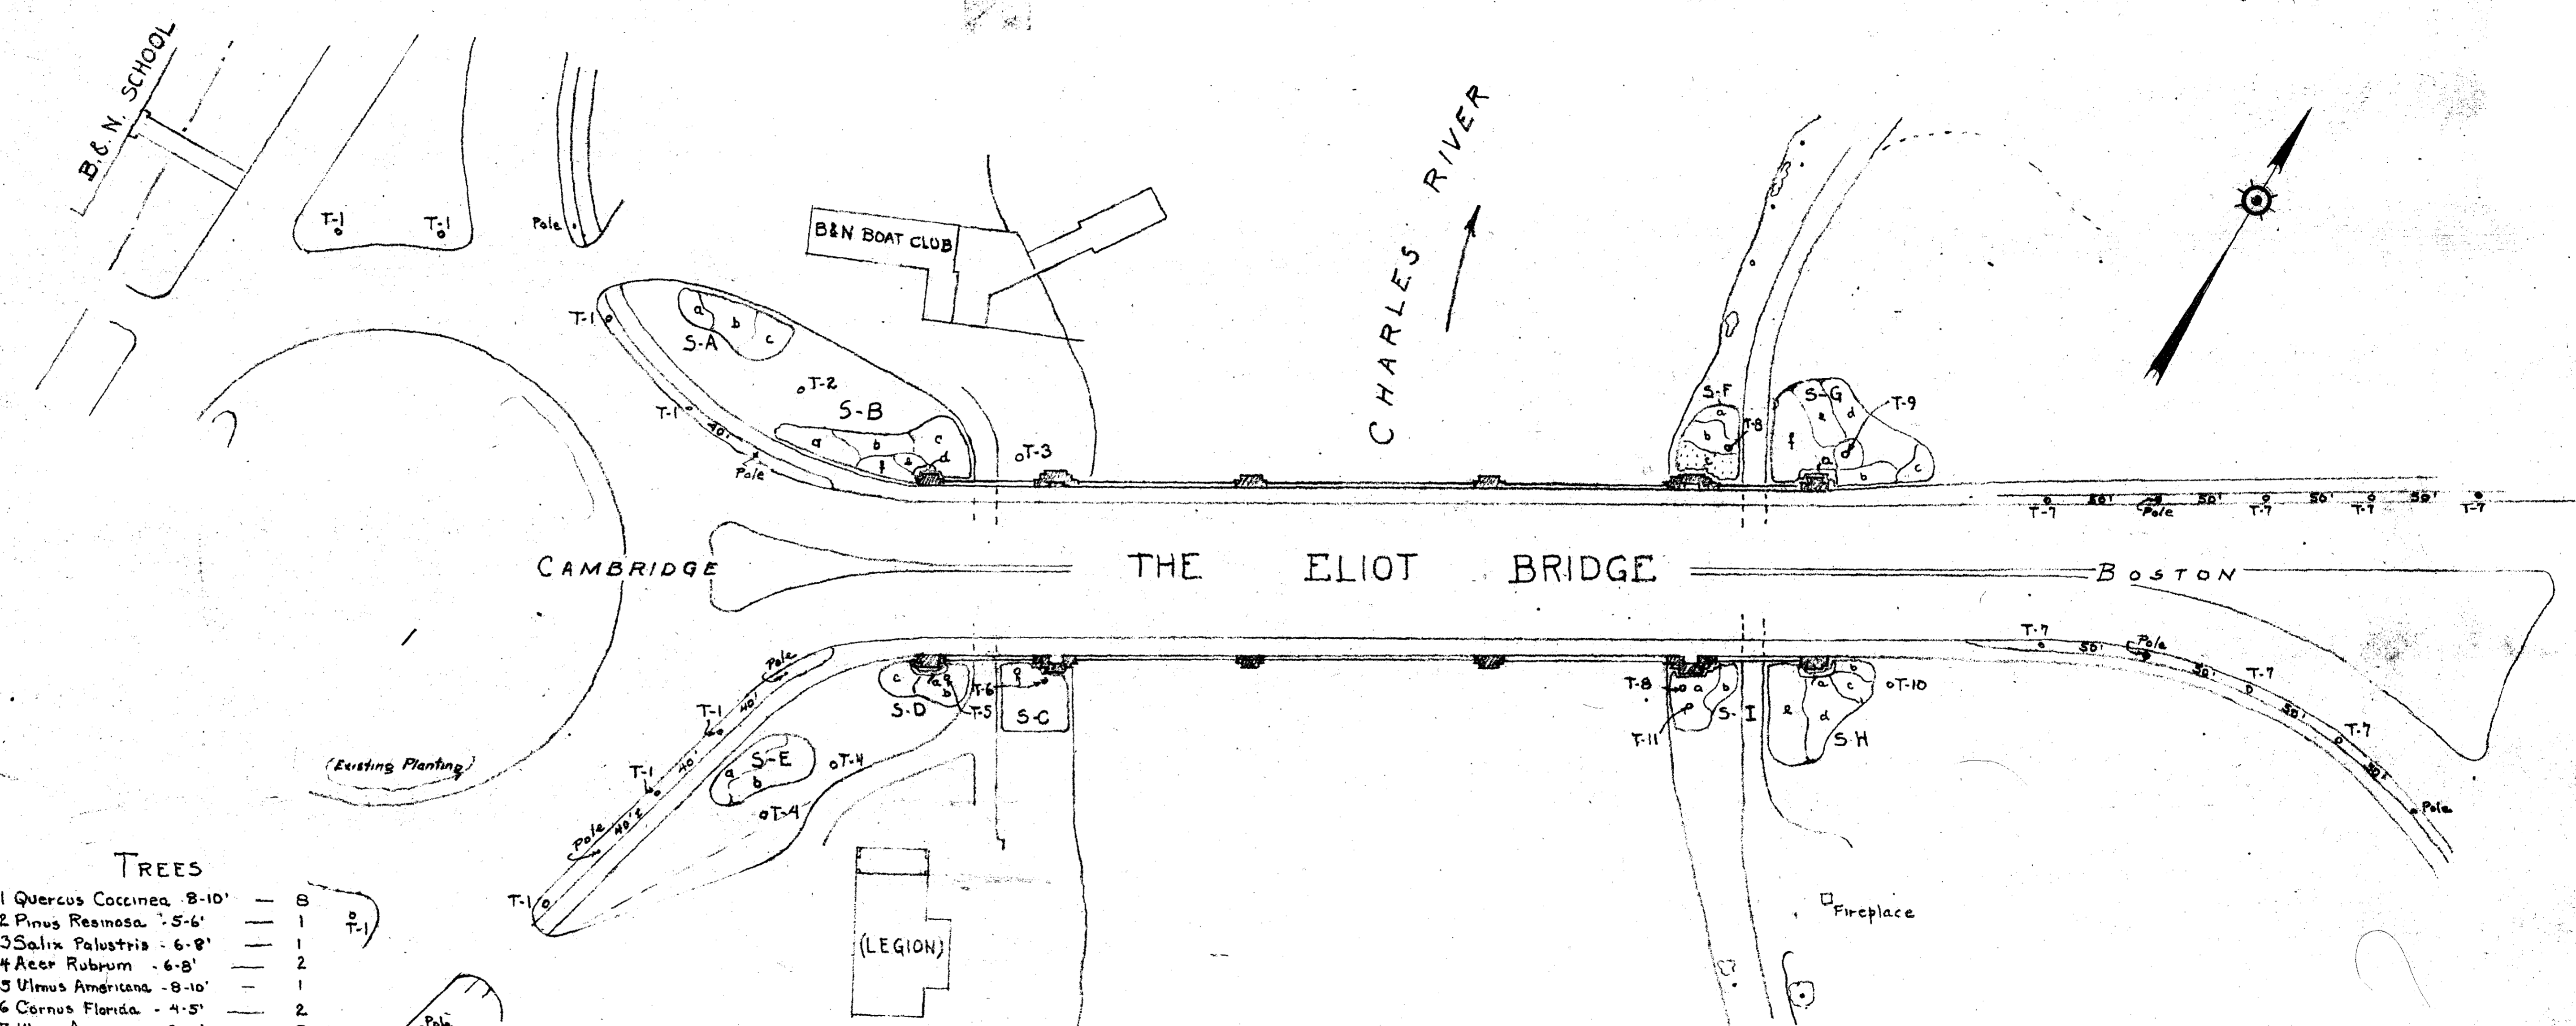 B.&N. SCHOOL
T-1
T-1
Pole
B&N BOAT CLUB
CHARLES RIVER
T-1
a
b
c
S-A
T-2
T-1
S-B
40'
Pole
a
b
c
d
e
f
T-3
S-F
a
b
c
T-8
S-G
e
d
f
T-9
a
b
c
T-7
50'
Pole
50'
T-7
50'
T-7
50'
T-7
CAMBRIDGE
THE ELIOT BRIDGE
BOSTON
Pole
40'
T-1
40'
T-1
40'±
Pole
T-1
c
a
b
S-D
T-6
T-5
S-C
S-E
a
b
T-4
T-4
T-8
a
b
S-I
T-11
b
a
c
e
d
S-H
T-10
T-7
50'
Pole
50'
T-7
50'
T-7
50'
Pole
(Existing Planting)
(LEGION)
Fireplace
TREES
1 Quercus Coccinea 8-10' — 8
2 Pinus Resinosa - 5-6' — 1
3 Salix Palustris - 6-8' — 1
4 Acer Rubrum - 6-8' — 2
5 Ulmus Americana - 8-10' — 1
6 Cornus Florida - 4-5' — 2
T-1
Pole